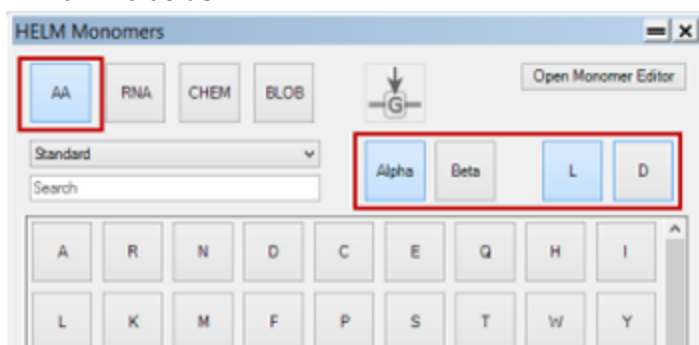 HELM Monomers
AA RNA CHEM BLOB G Open Monomer Editor
Standard
Alpha Beta L D
Search
A R N D C E Q H I
L K M F P S T W Y